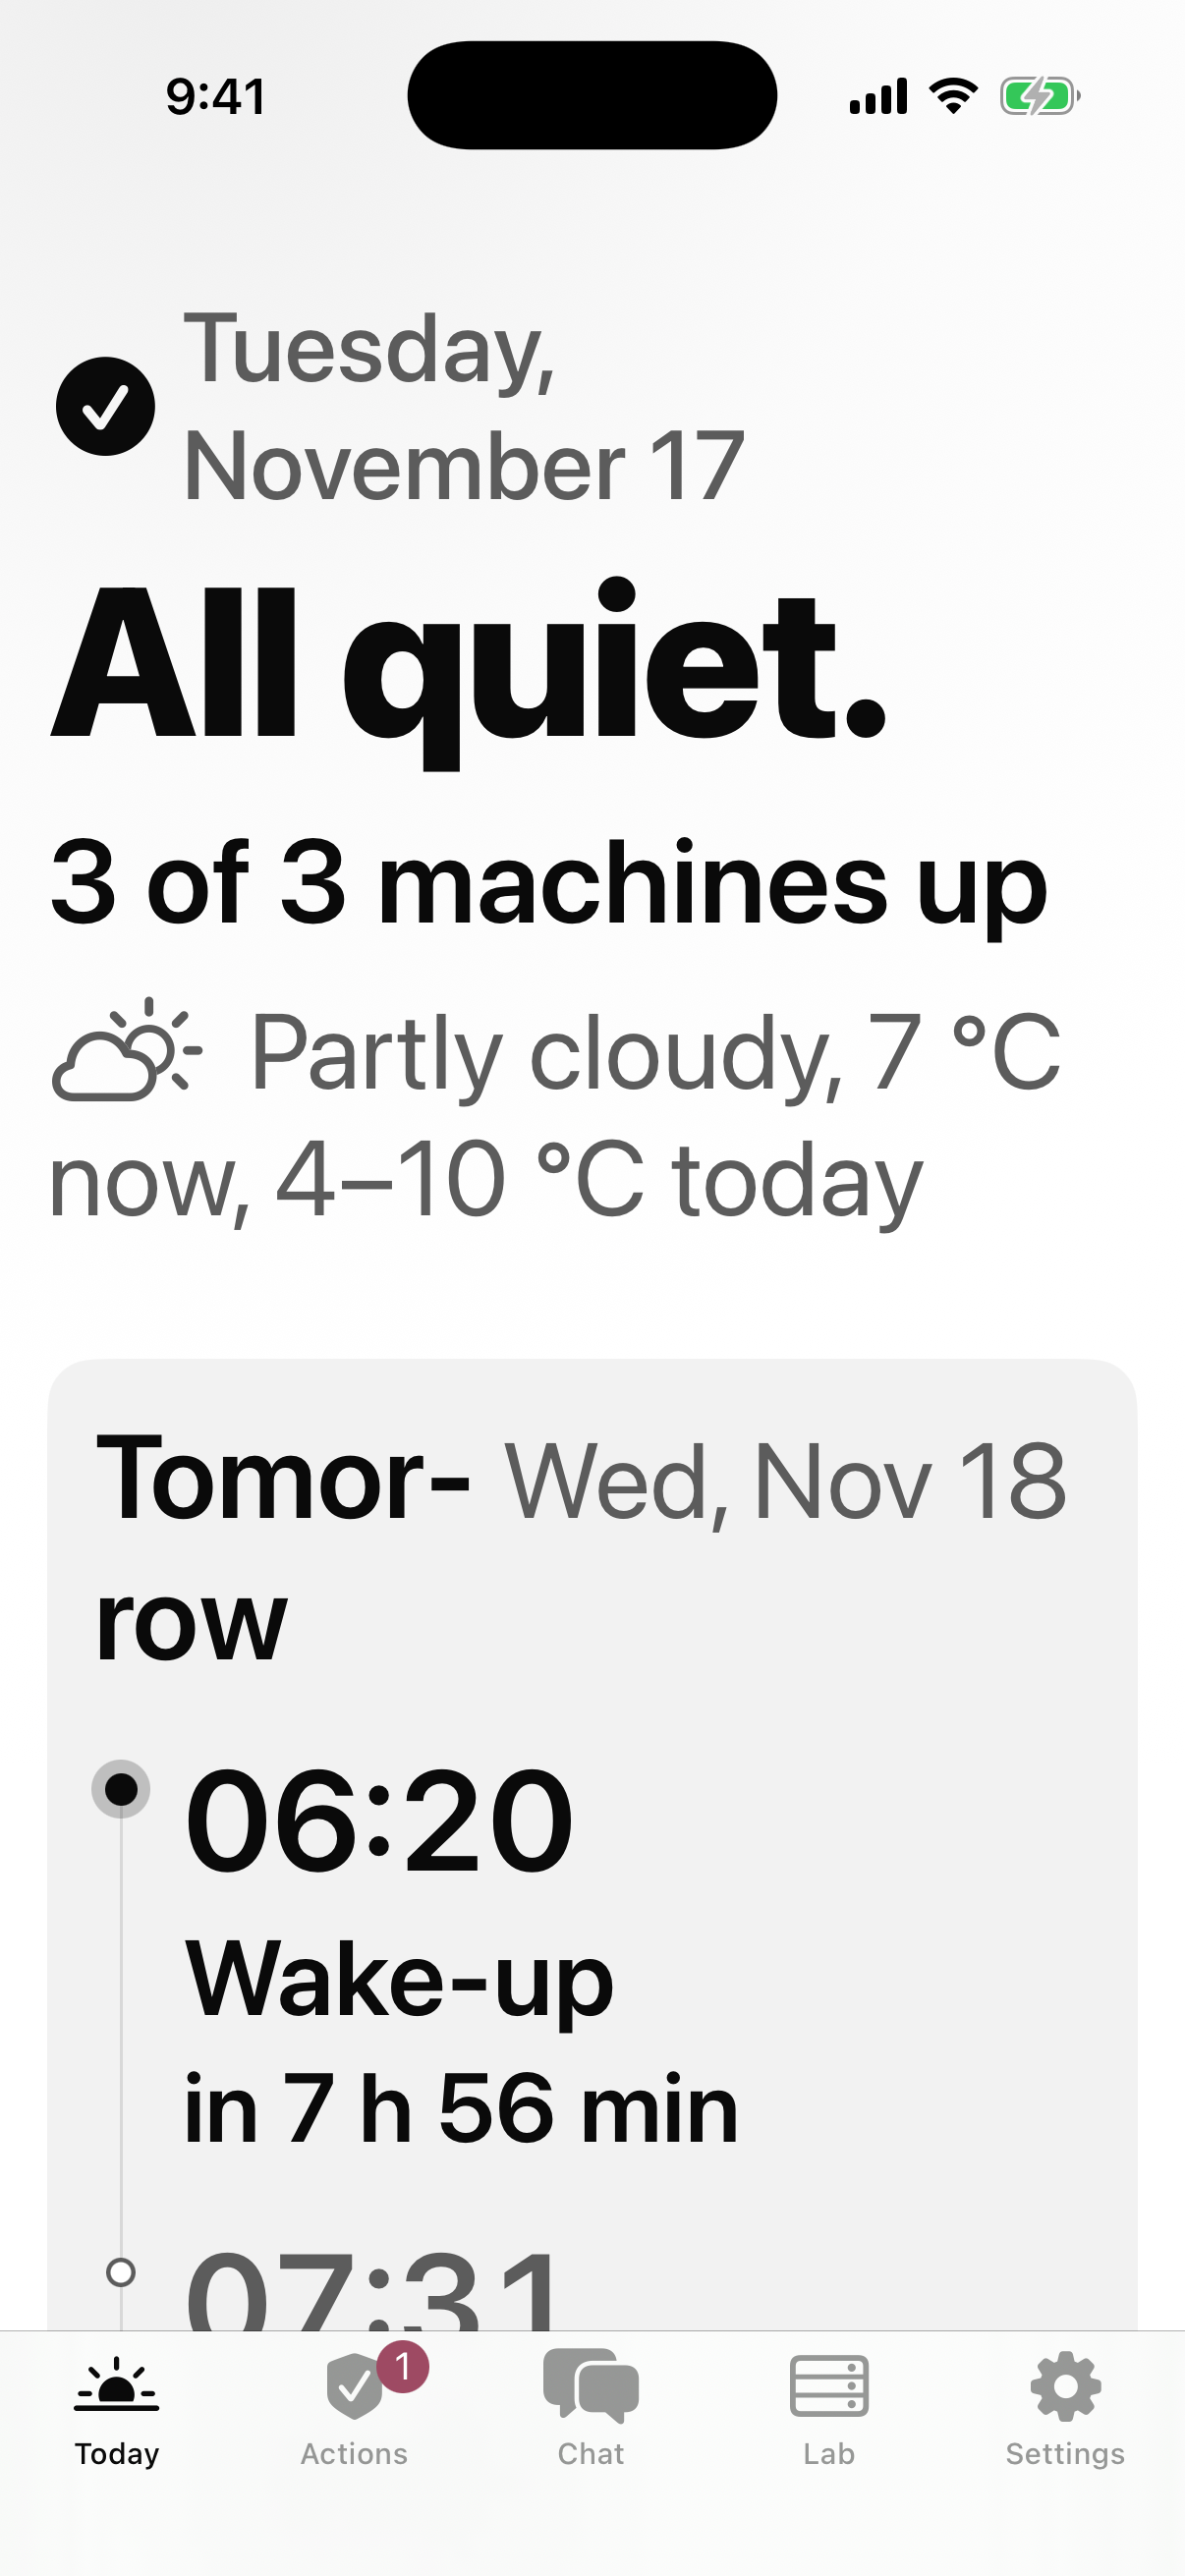 9:41
Tuesday,
November 17
All quiet.
3 of 3 machines up
Partly cloudy, 7 °C
now, 4–10 °C today
Tomor- Wed, Nov 18
row
06:20
Wake-up
in 7 h 56 min
07:31
1
Today Actions Chat Lab Settings